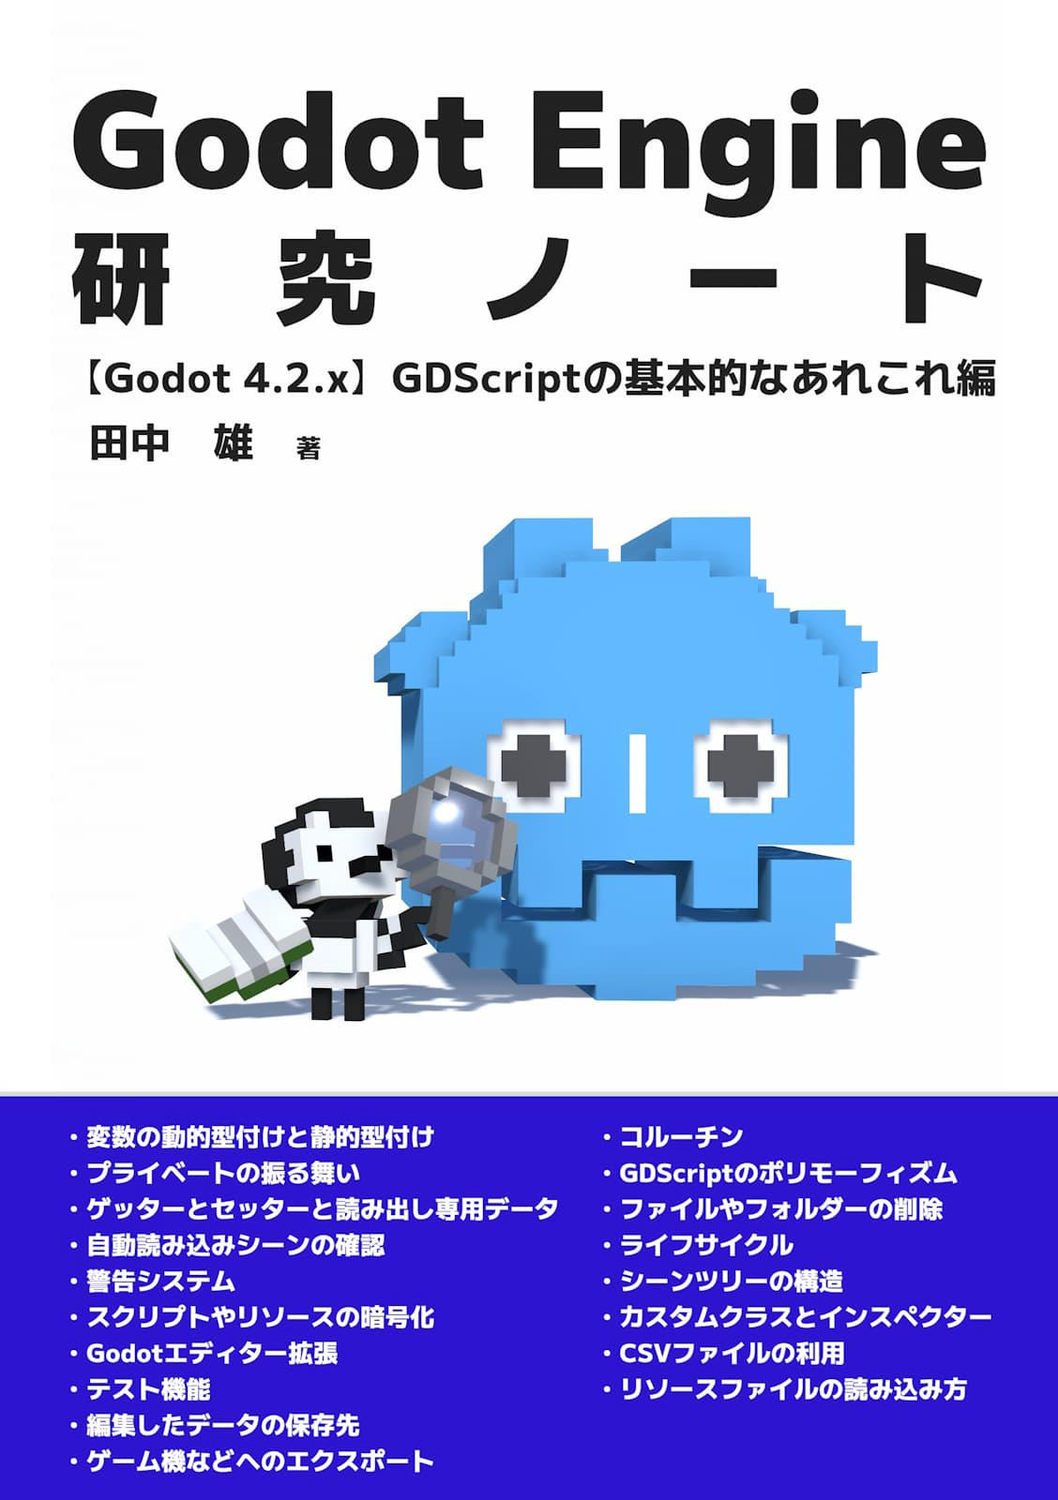 Godot Engine
研究ノート
【Godot 4.2.x】GDScriptの基本的なあれこれ編
田中 雄 著
・変数の動的型付けと静的型付け
・プライベートの振る舞い
・ゲッターとセッターと読み出し専用データ
・自動読み込みシーンの確認
・警告システム
・スクリプトやリソースの暗号化
・Godotエディター拡張
・テスト機能
・編集したデータの保存先
・ゲーム機などへのエクスポート
・コルーチン
・GDScriptのポリモーフィズム
・ファイルやフォルダーの削除
・ライフサイクル
・シーンツリーの構造
・カスタムクラスとインスペクター
・CSVファイルの利用
・リソースファイルの読み込み方